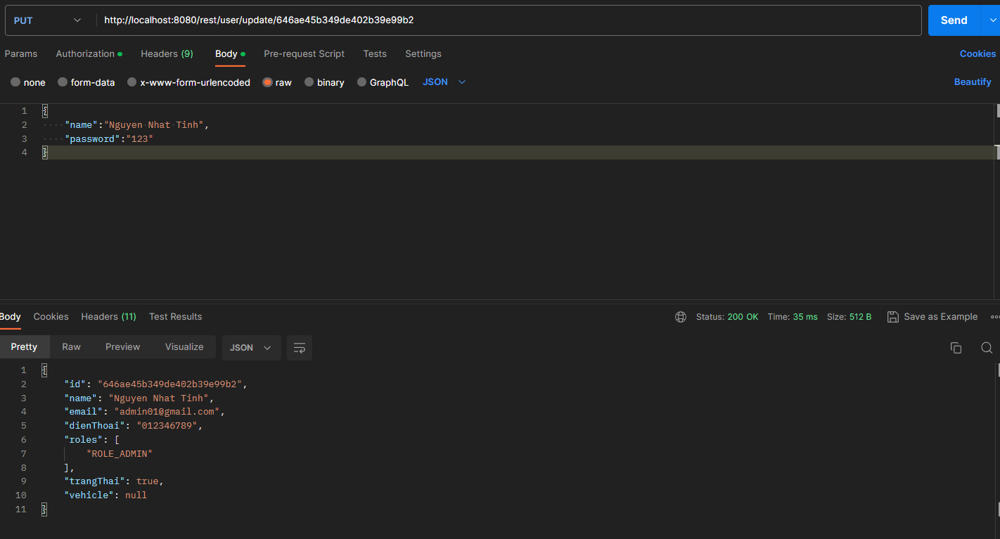 PUT http://localhost:8080/rest/user/update/646ae45b349de402b39e99b2 Send
Params Authorization Headers (9) Body Pre-request Script Tests Settings Cookies
none form-data x-www-form-urlencoded raw binary GraphQL JSON Beautify
1 {
2 "name":"Nguyen Nhat Tinh",
3 "password":"123"
4 }
Body Cookies Headers (11) Test Results Status: 200 OK Time: 35 ms Size: 512 B Save as Example
Pretty Raw Preview Visualize JSON
1 {
2 "id": "646ae45b349de402b39e99b2",
3 "name": "Nguyen Nhat Tinh",
4 "email": "admin01@gmail.com",
5 "dienThoai": "012346789",
6 "roles": [
7 "ROLE_ADMIN"
8 ],
9 "trangThai": true,
10 "vehicle": null
11 }